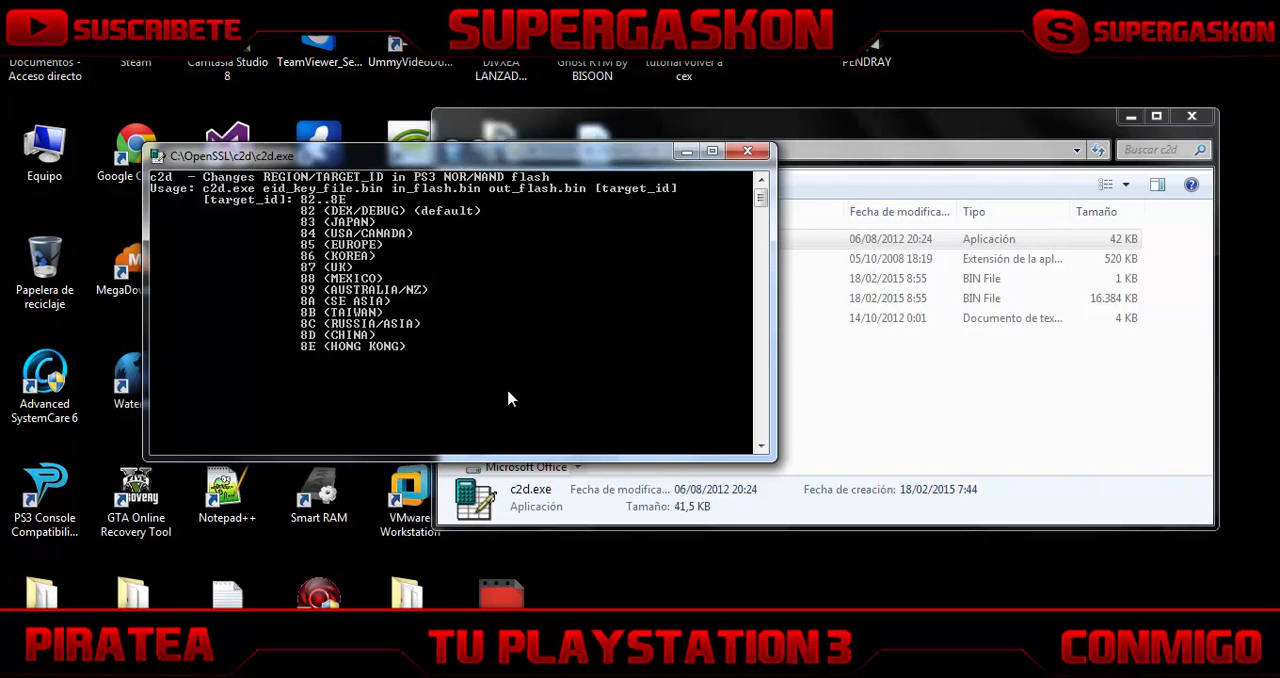 SUSCRIBETE
SUPERGASKON
SUPERGASKON
Documentos -
Acceso directo
Steam
Camtasia Studio
8
TeamViewer_Se...
UmmyVideoDo...
DIVXEA
LANZAD...
Ghost RTM by
BISOON
tutorial volver a
cex
PENDRAY
C:\OpenSSL\c2d\c2d.exe
Buscar c2d
c2d - Changes REGION/TARGET_ID in PS3 NOR/NAND flash
Usage: c2d.exe eid_key_file.bin in_flash.bin out_flash.bin [target_id]
[target_id]: 82..8E
82 (DEX/DEBUG) (default)
83 (JAPAN)
84 (USA/CANADA)
85 (EUROPE)
86 (KOREA)
87 (UK)
88 (MEXICO)
89 (AUSTRALIA/NZ)
8A (SE ASIA)
8B (TAIWAN)
8C (RUSSIA/ASIA)
8D (CHINA)
8E (HONG KONG)
Fecha de modifica... Tipo Tamaño
06/08/2012 20:24 Aplicación 42 KB
05/10/2008 18:19 Extensión de la apl... 520 KB
18/02/2015 8:55 BIN File 1 KB
18/02/2015 8:55 BIN File 16.384 KB
14/10/2012 0:01 Documento de tex... 4 KB
Equipo
Google C
Papelera de
reciclaje
MegaDow
Advanced
SystemCare 6
Water
Microsoft Office
c2d.exe Fecha de modifica... 06/08/2012 20:24 Fecha de creación: 18/02/2015 7:44
Aplicación Tamaño: 41,5 KB
PS3 Console
Compatibili...
GTA Online
Recovery Tool
Notepad++
Smart RAM
VMware
Workstation
PIRATEA
TU PLAYSTATION 3
CONMIGO